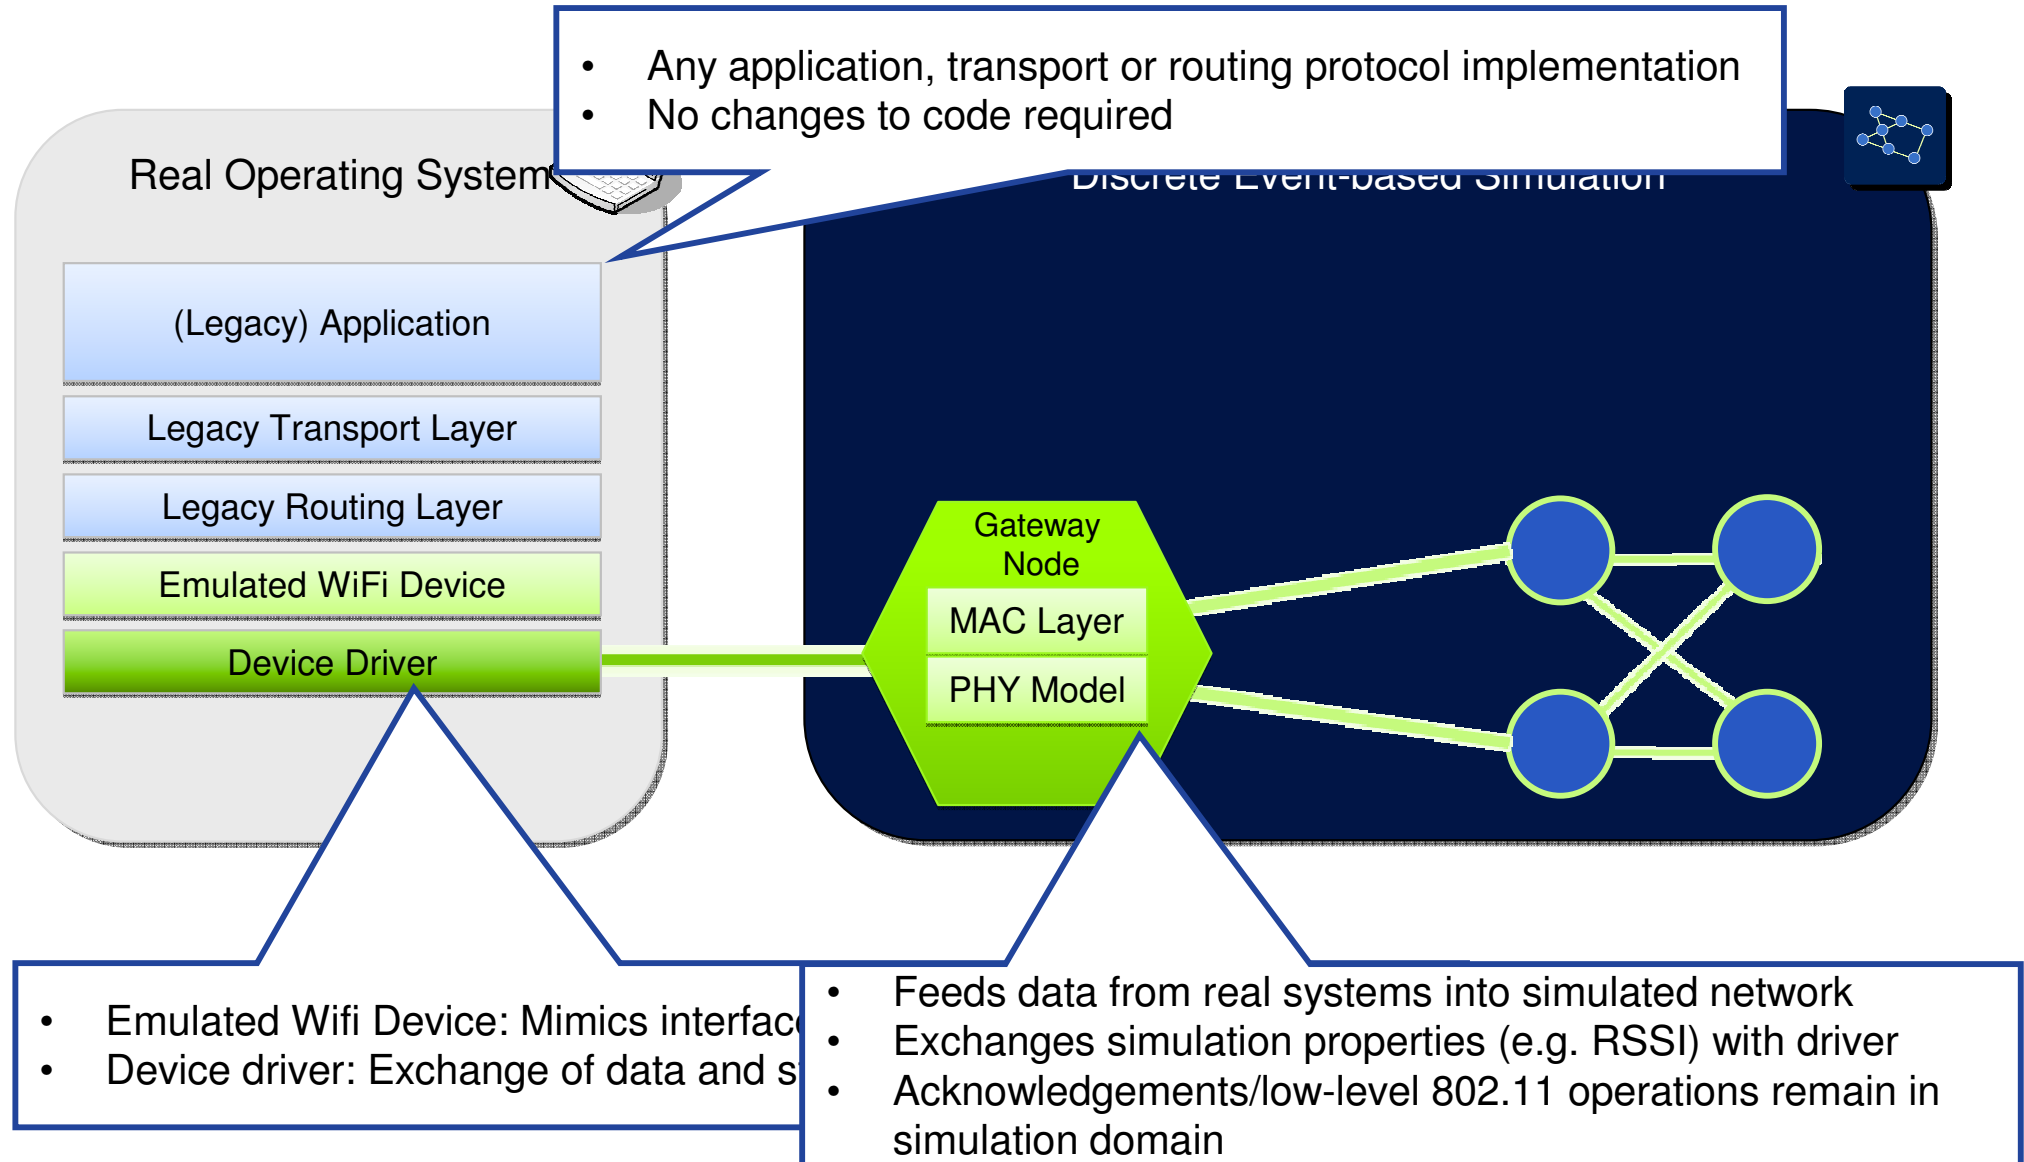 • Any application, transport or routing protocol implementation
• No changes to code required
Real Operating System
Discrete Event-based Simulation
(Legacy) Application
Legacy Transport Layer
Legacy Routing Layer
Emulated WiFi Device
Device Driver
Gateway
Node
MAC Layer
PHY Model
• Emulated Wifi Device: Mimics interface
• Device driver: Exchange of data and
• Feeds data from real systems into simulated network
• Exchanges simulation properties (e.g. RSSI) with driver
• Acknowledgements/low-level 802.11 operations remain in
simulation domain